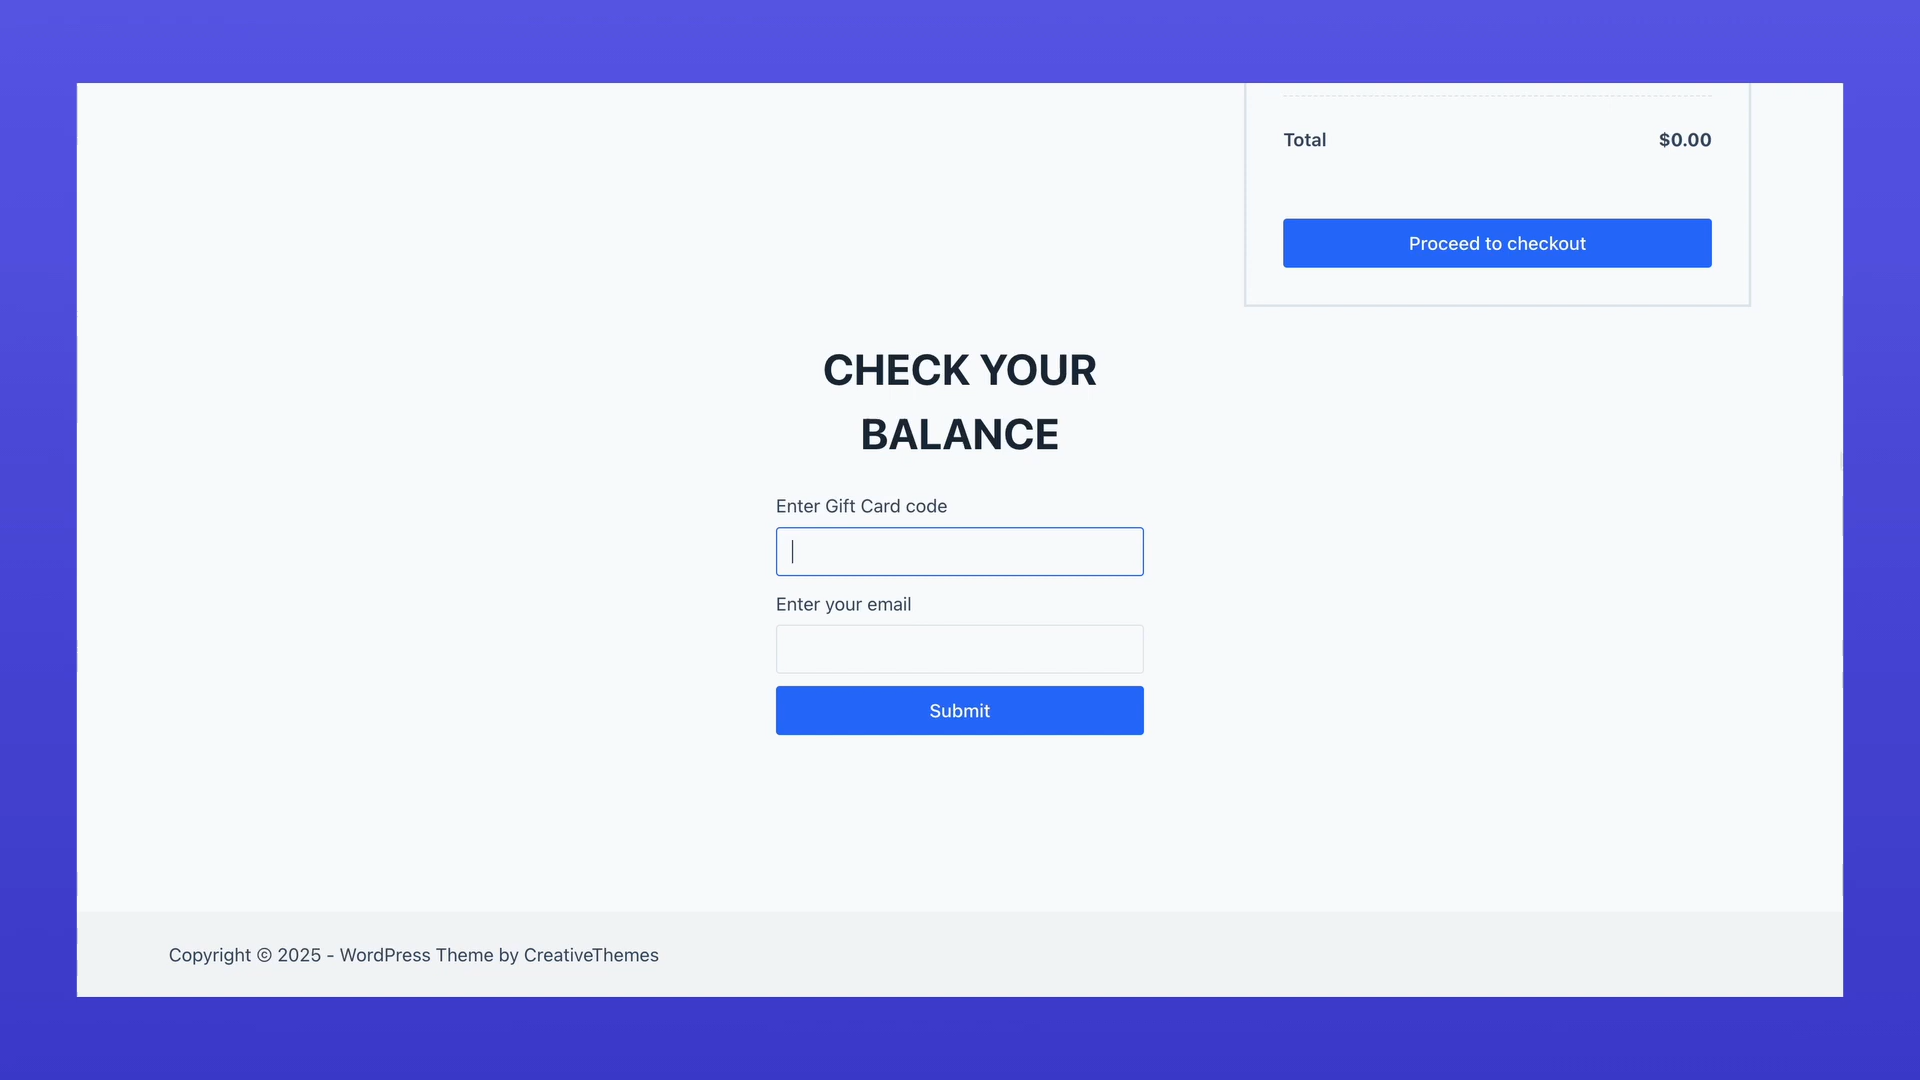 Total $0.00
Proceed to checkout
CHECK YOUR
BALANCE
Enter Gift Card code
Enter your email
Submit
Copyright © 2025 - WordPress Theme by CreativeThemes